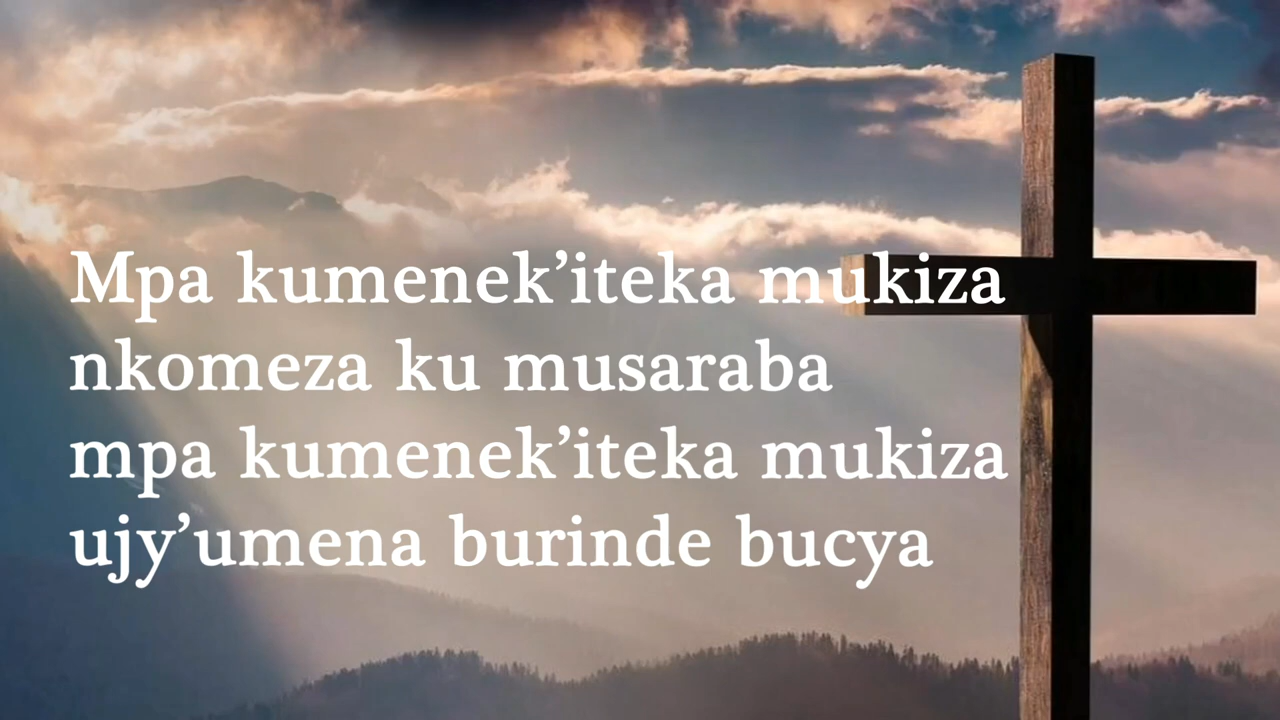 Mpa kumenek’iteka mukiza
nkomeza ku musaraba
mpa kumenek’iteka mukiza
ujy’umena burinde bucya